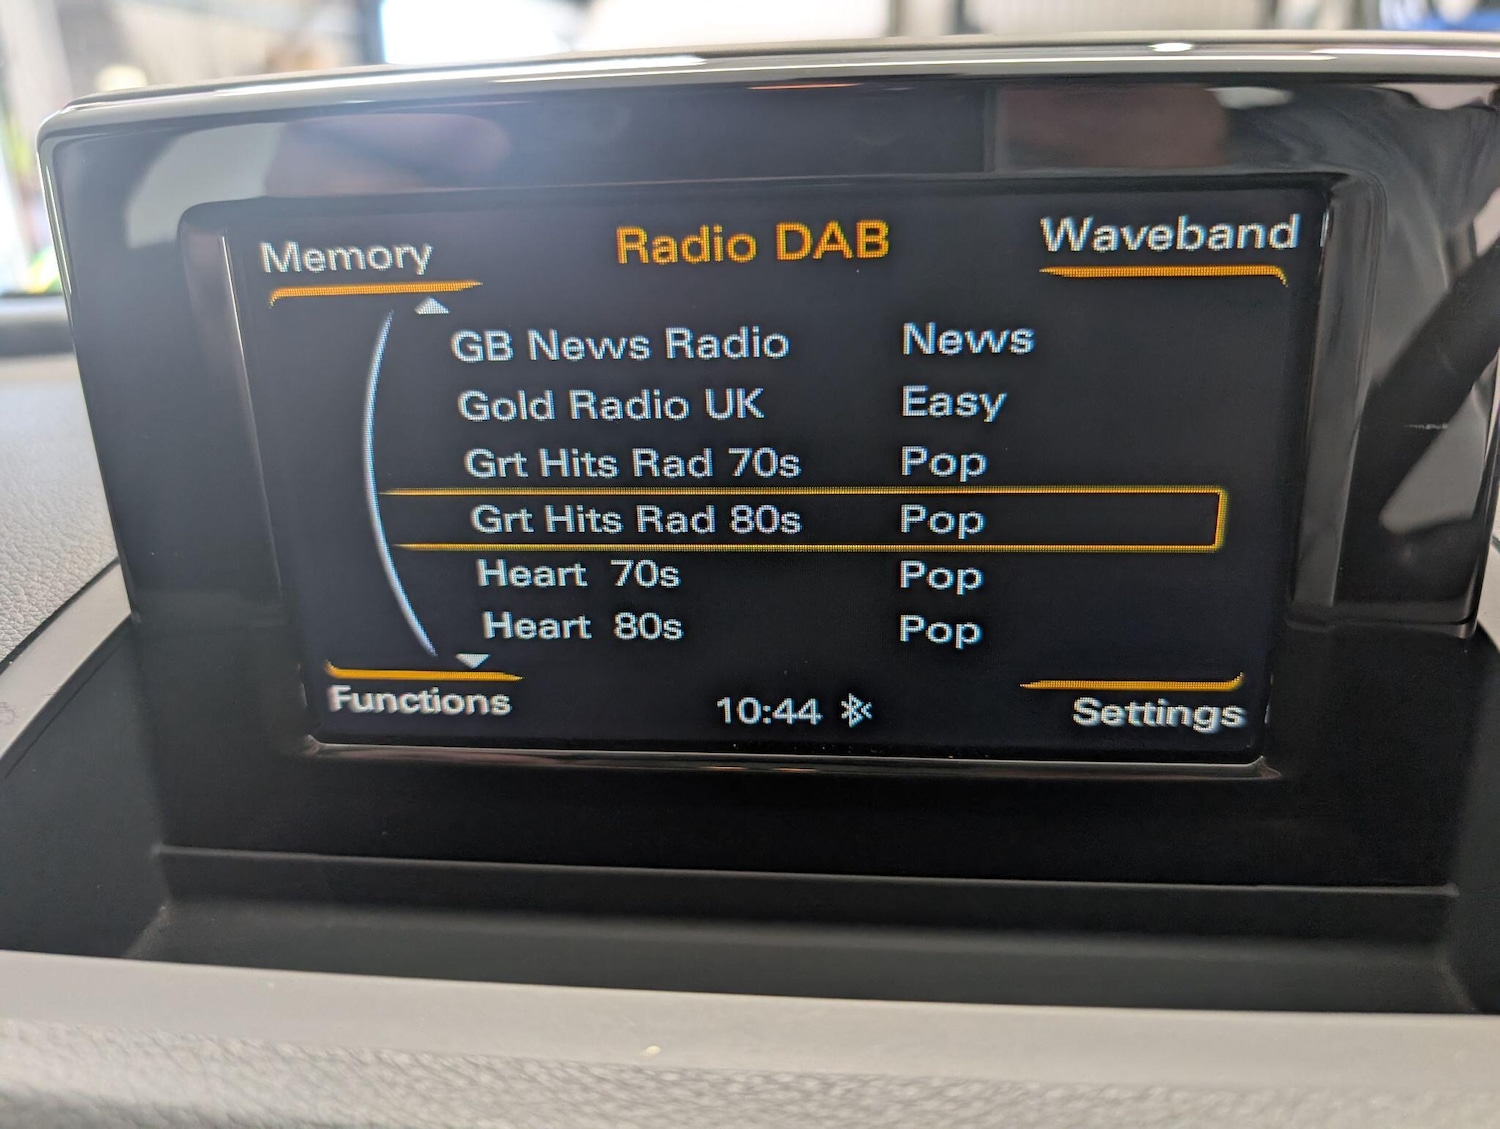 Memory Radio DAB Waveband
GB News Radio News
Gold Radio UK Easy
Grt Hits Rad 70s Pop
Grt Hits Rad 80s Pop
Heart 70s Pop
Heart 80s Pop
Functions 10:44 Settings